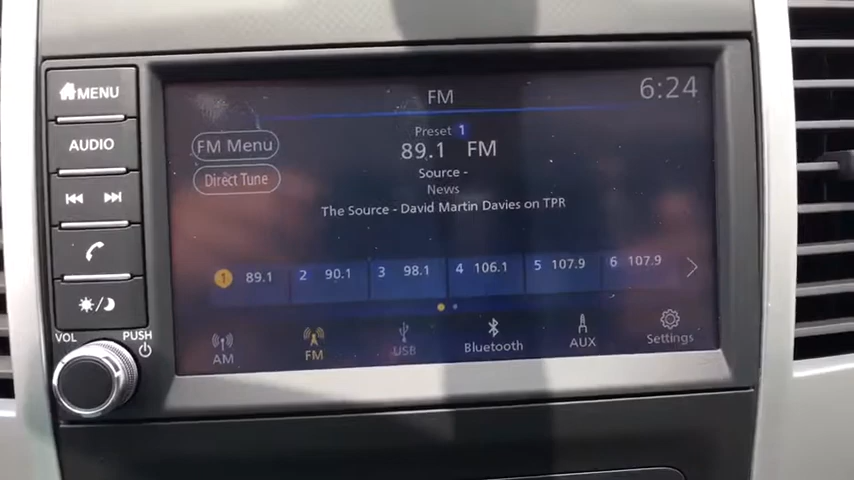 MENU
AUDIO
VOL
PUSH
FM
6:24
FM Menu
Direct Tune
Preset 1
89.1 FM
Source -
News
The Source - David Martin Davies on TPR
1 89.1
2 90.1
3 98.1
4 106.1
5 107.9
6 107.9
AM
FM
USB
Bluetooth
AUX
Settings